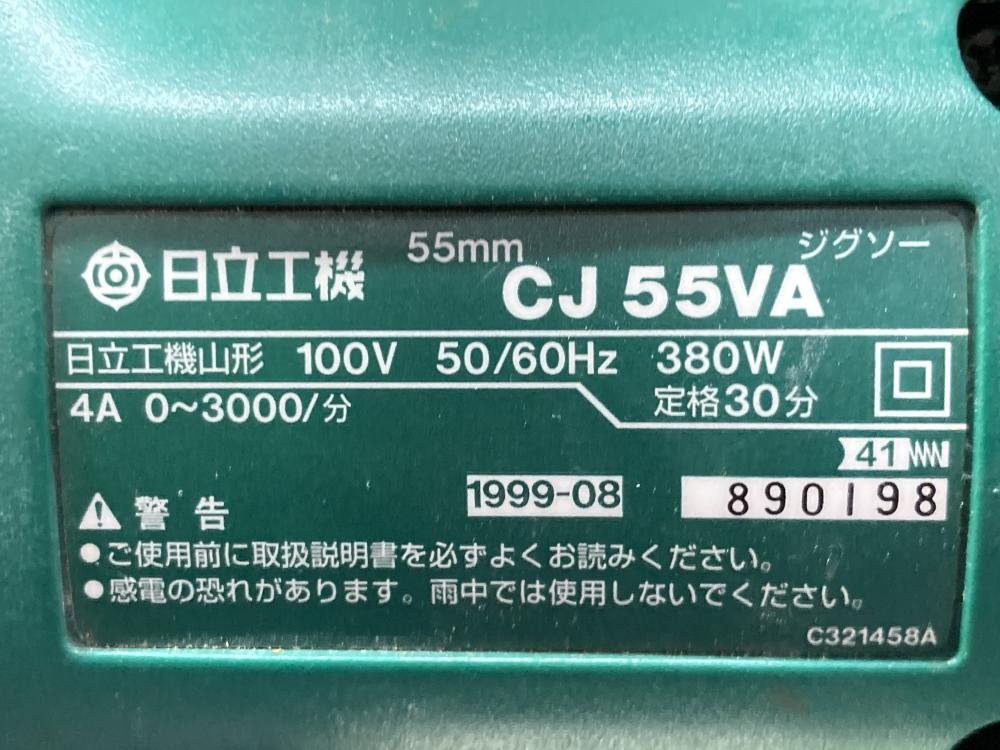 日立工機 55mm ジグソー
CJ 55VA
日立工機山形 100V 50/60Hz 380W
4A 0〜3000/分 定格30分
41
1999-08 890198
警告
●ご使用前に取扱説明書を必ずよくお読みください。
●感電の恐れがあります。雨中では使用しないでください。
C321458A